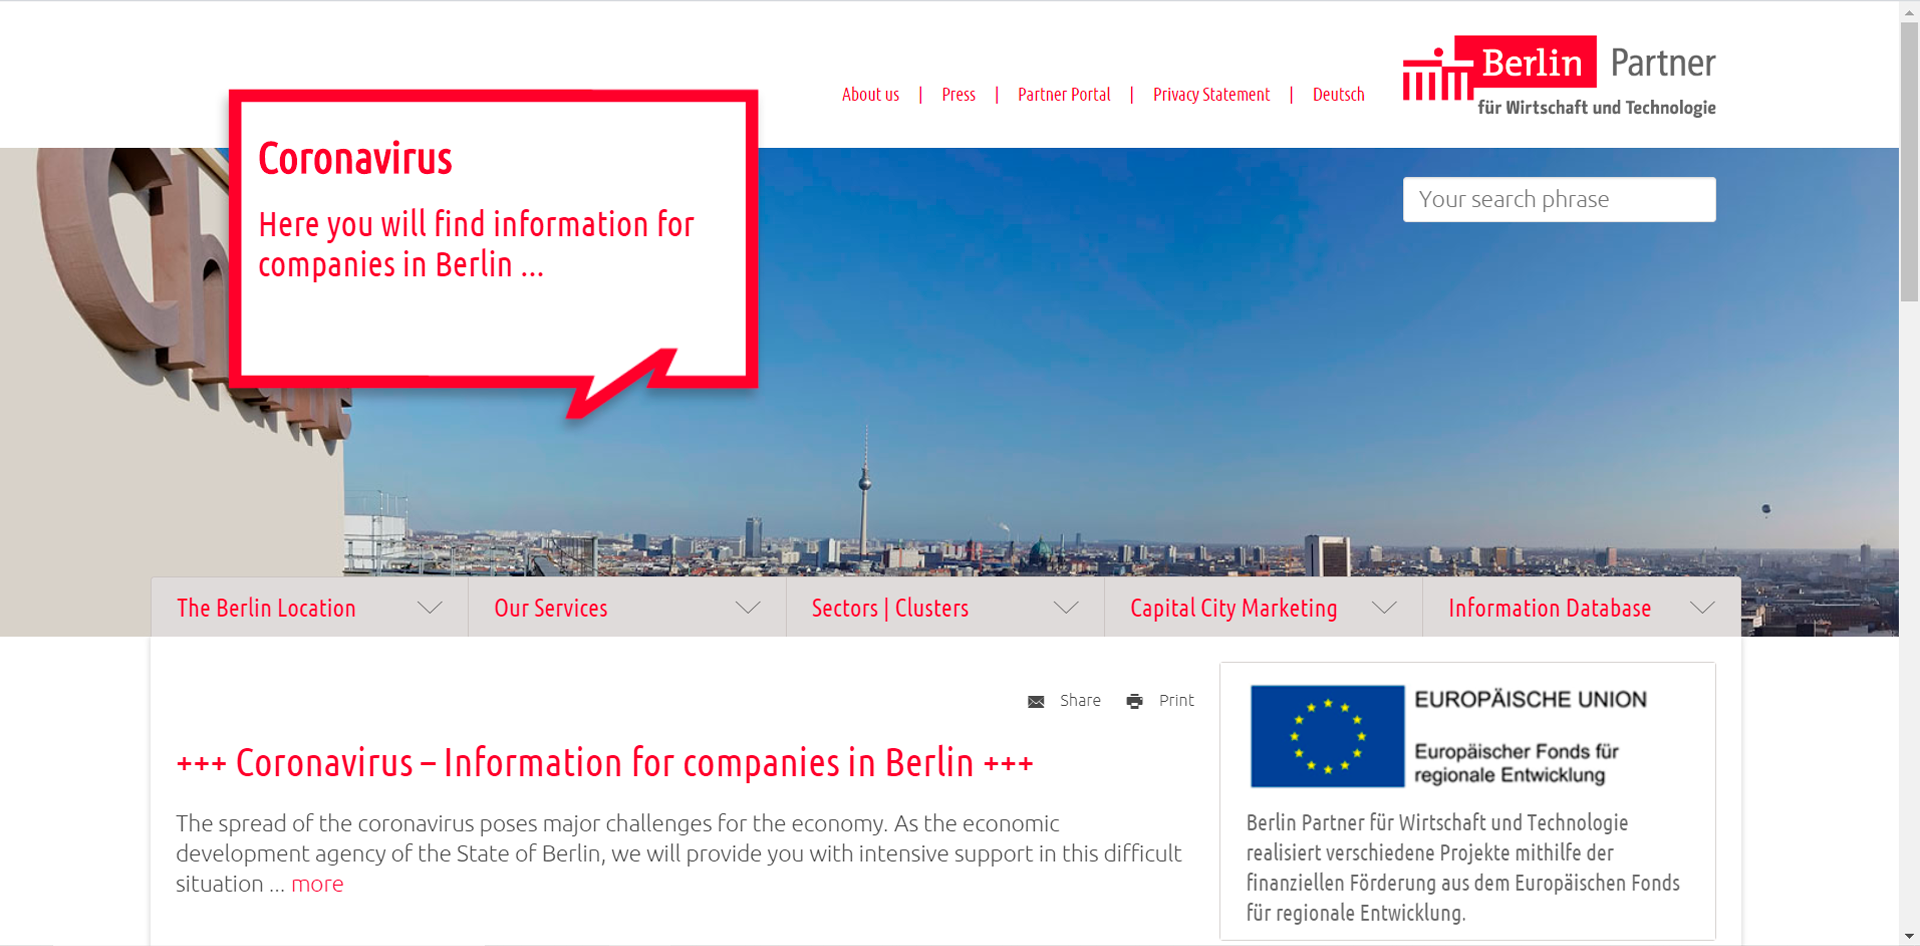 Berlin Partner
für Wirtschaft und Technologie
About us | Press | Partner Portal | Privacy Statement | Deutsch
Coronavirus
Here you will find information for
companies in Berlin ...
Your search phrase
The Berlin Location
Our Services
Sectors | Clusters
Capital City Marketing
Information Database
Share
Print
+++ Coronavirus – Information for companies in Berlin +++
The spread of the coronavirus poses major challenges for the economy. As the economic
development agency of the State of Berlin, we will provide you with intensive support in this difficult
situation ... more
EUROPÄISCHE UNION
Europäischer Fonds für
regionale Entwicklung
Berlin Partner für Wirtschaft und Technologie
realisiert verschiedene Projekte mithilfe der
finanziellen Förderung aus dem Europäischen Fonds
für regionale Entwicklung.